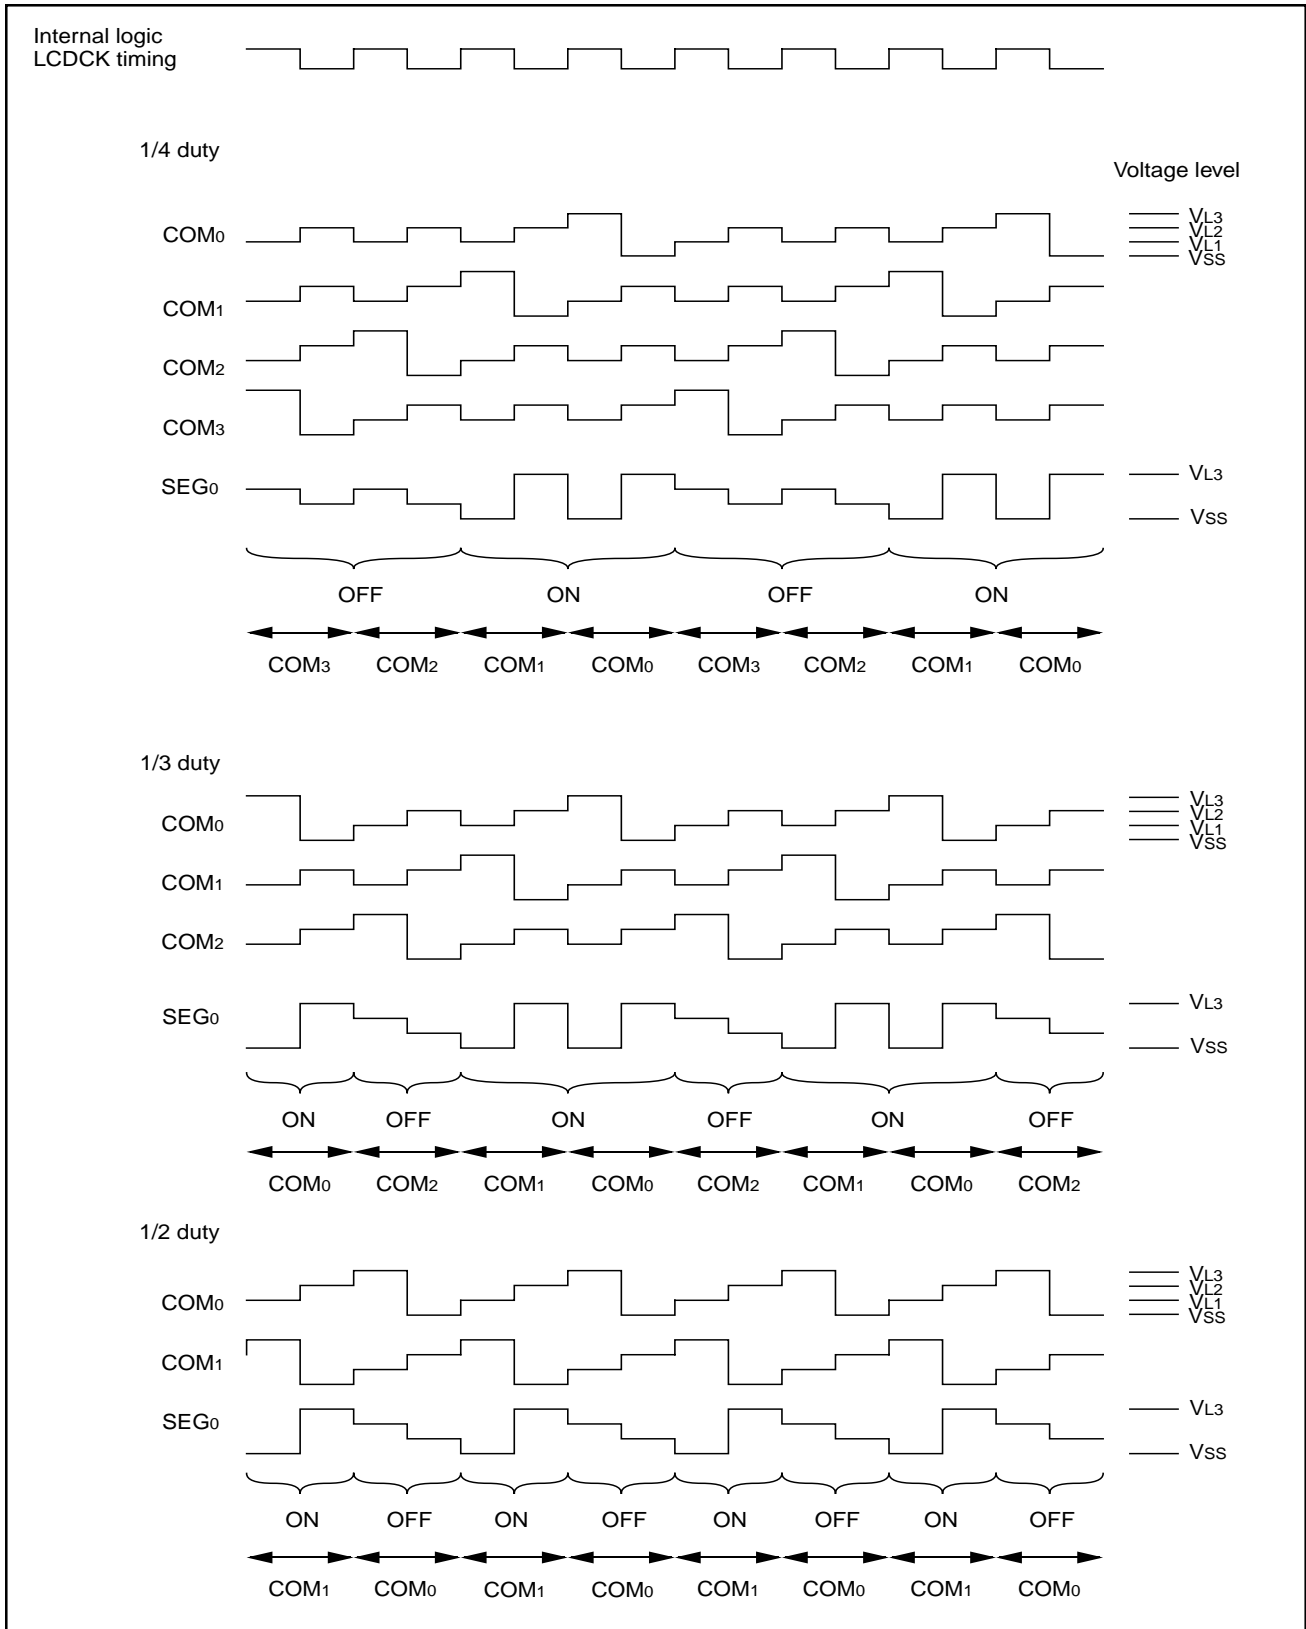 Internal logic
LCDCK timing
1/4 duty
Voltage level
COM0
VL3
VL2
VL1
VSS
COM1
COM2
COM3
SEG0
VL3
VSS
OFF ON OFF ON
COM3 COM2 COM1 COM0 COM3 COM2 COM1 COM0
1/3 duty
COM0
VL3
VL2
VL1
VSS
COM1
COM2
SEG0
VL3
VSS
ON OFF ON OFF ON OFF
COM0 COM2 COM1 COM0 COM2 COM1 COM0 COM2
1/2 duty
COM0
VL3
VL2
VL1
VSS
COM1
SEG0
VL3
VSS
ON OFF ON OFF ON OFF ON OFF
COM1 COM0 COM1 COM0 COM1 COM0 COM1 COM0